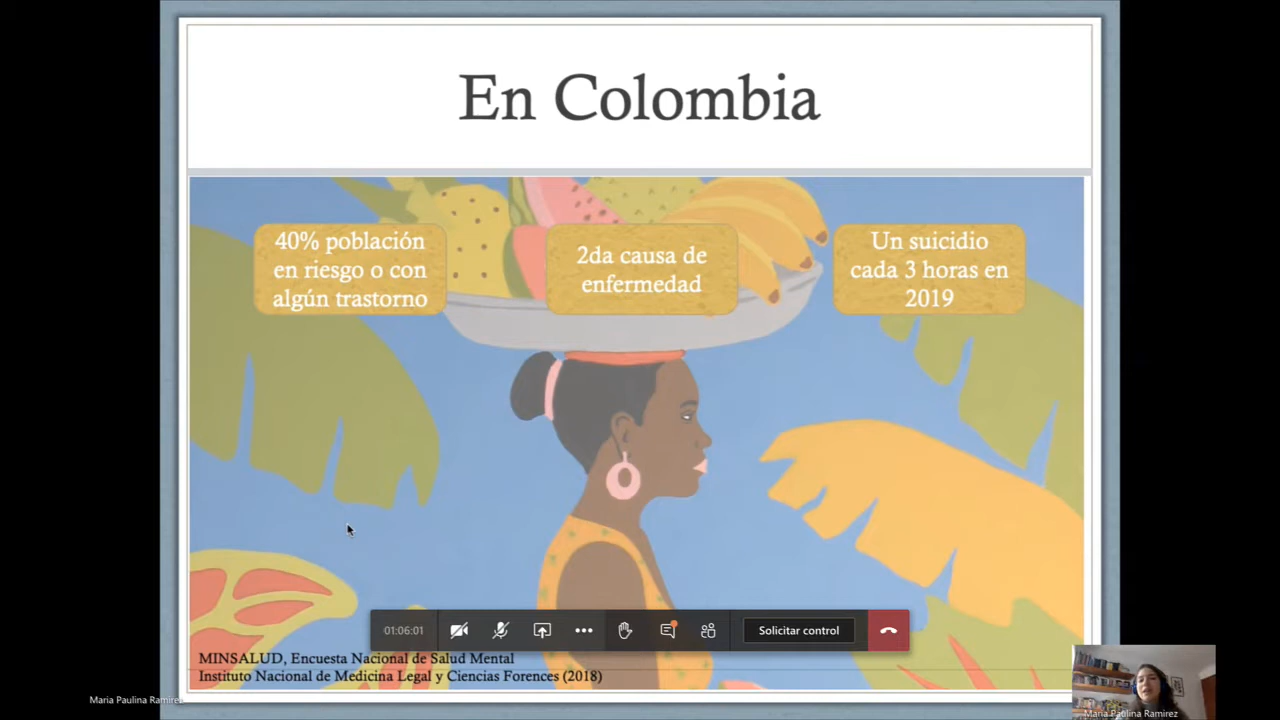 En Colombia
40% población
en riesgo o con
algún trastorno
2da causa de
enfermedad
Un suicidio
cada 3 horas en
2019
01:06:01
Solicitar control
MINSALUD, Encuesta Nacional de Salud Mental
Instituto Nacional de Medicina Legal y Ciencias Forences (2018)
Maria Paulina Ramirez
Maria Paulina Ramirez